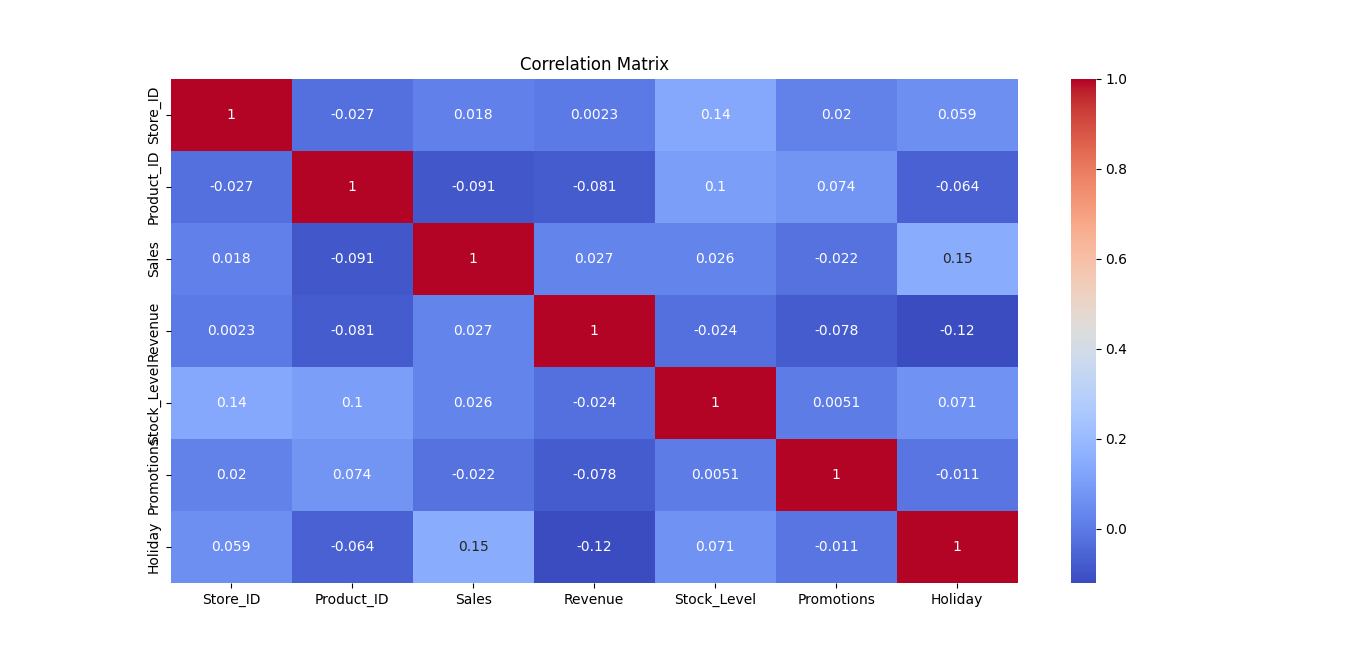 Correlation Matrix
Store_ID 1 -0.027 0.018 0.0023 0.14 0.02 0.059
Product_ID -0.027 1 -0.091 -0.081 0.1 0.074 -0.064
Sales 0.018 -0.091 1 0.027 0.026 -0.022 0.15
Revenue 0.0023 -0.081 0.027 1 -0.024 -0.078 -0.12
Stock_Level 0.14 0.1 0.026 -0.024 1 0.0051 0.071
Promotions 0.02 0.074 -0.022 -0.078 0.0051 1 -0.011
Holiday 0.059 -0.064 0.15 -0.12 0.071 -0.011 1
Store_ID Product_ID Sales Revenue Stock_Level Promotions Holiday
1.0
0.8
0.6
0.4
0.2
0.0